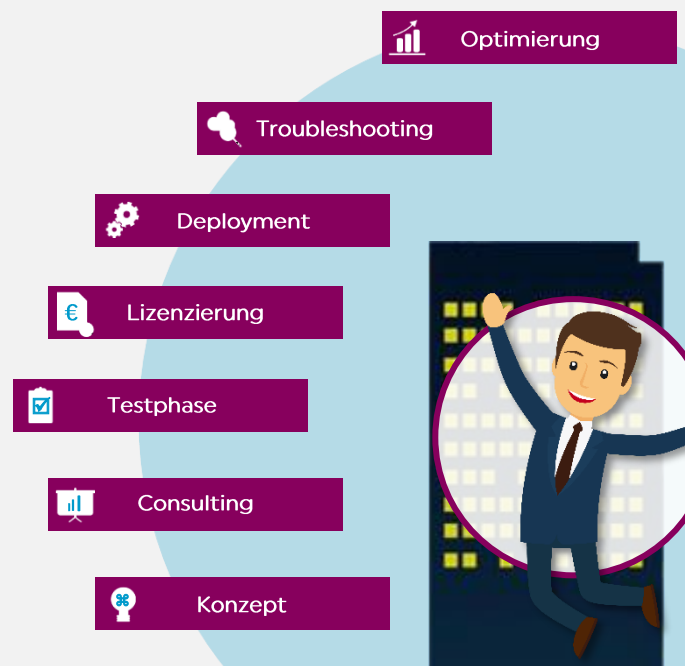 Optimierung
Troubleshooting
Deployment
€
Lizenzierung
Testphase
Consulting
Konzept